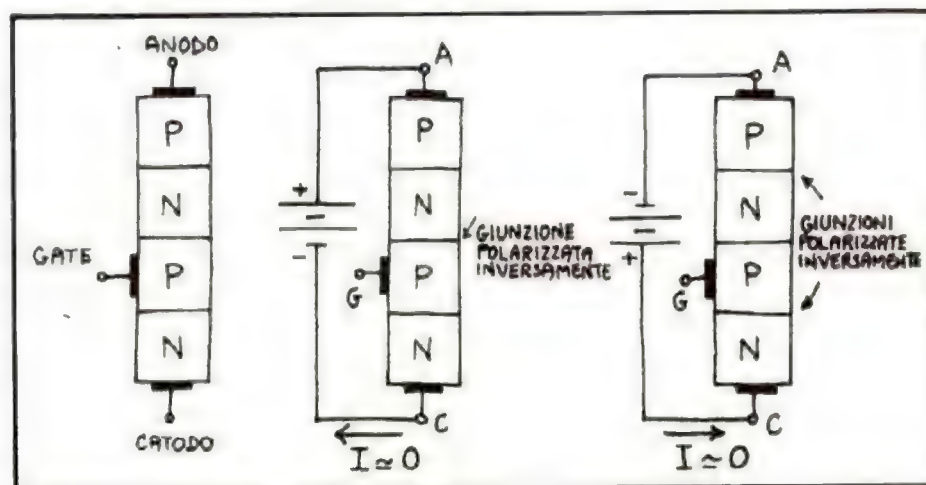 ANODO
P
N
P
N
GATE
CATODO
A
+
-
P
N
P
N
G
C
GIUNZIONE
POLARIZZATA
INVERSAMENTE
I ≃ 0
A
-
+
P
N
P
N
G
C
GIUNZIONI
POLARIZZATE
INVERSAMENTE
I ≃ 0